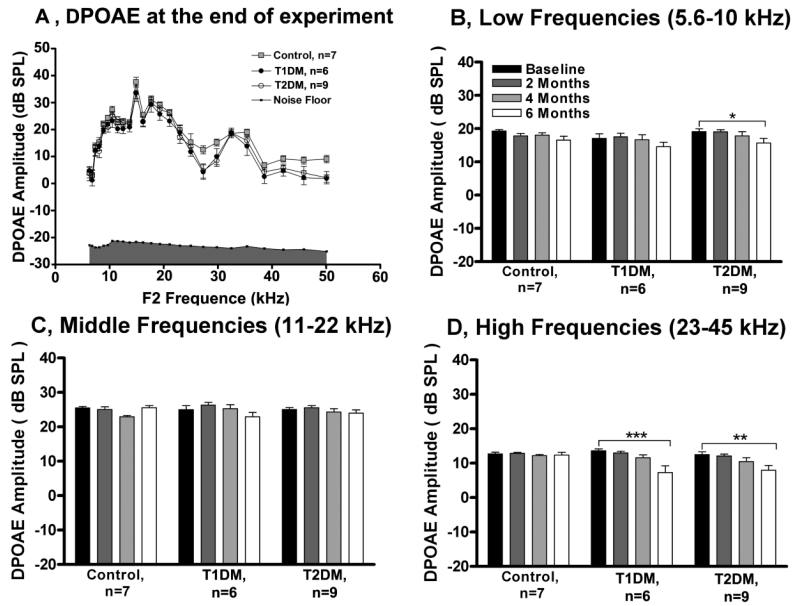 A , DPOAE at the end of experiment
DPOAE Amplitude (dB SPL)
50
40
30
20
10
0
-10
-20
-30
0
10
20
30
40
50
60
F2 Frequence (kHz)
Control, n=7
T1DM, n=6
T2DM, n=9
Noise Floor
B, Low Frequencies (5.6-10 kHz)
DPOAE Amplitude ( dB SPL )
40
30
20
10
0
-10
-20
Baseline
2 Months
4 Months
6 Months
*
Control,
n=7
T1DM,
n=6
T2DM,
n=9
C, Middle Frequencies (11-22 kHz)
DPOAE Amplitude ( dB SPL )
40
30
20
10
0
-10
-20
Control,
n=7
T1DM,
n=6
T2DM,
n=9
D, High Frequencies (23-45 kHz)
DPOAE Amplitude ( dB SPL )
40
30
20
10
0
-10
-20
***
**
Control,
n=7
T1DM,
n=6
T2DM,
n=9